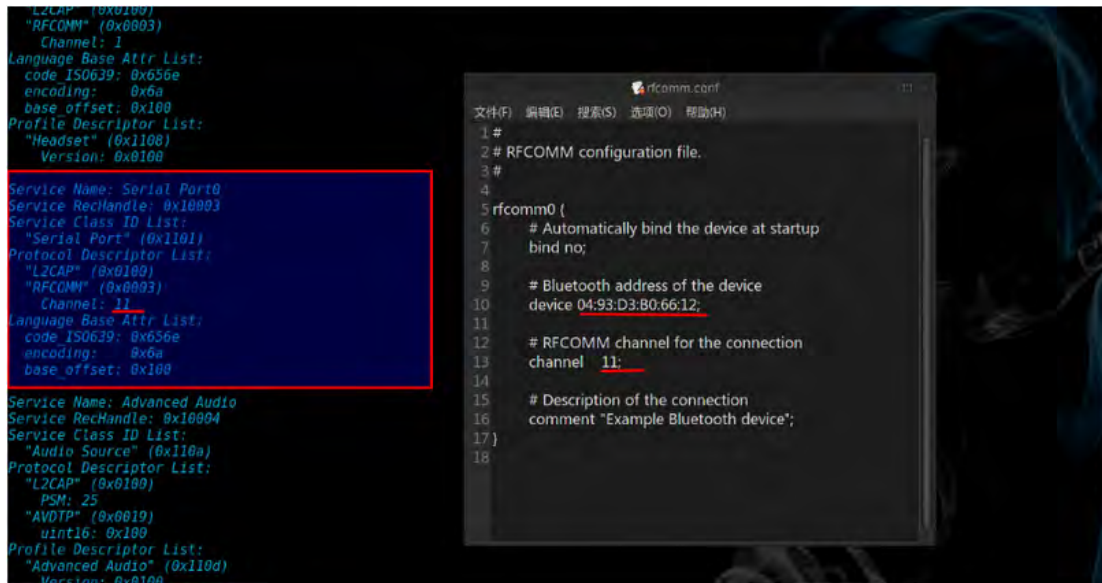 "L2CAP" (0x0100)
"RFCOMM" (0x0003)
Channel: 1
Language Base Attr List:
code_ISO639: 0x656e
encoding: 0x6a
base_offset: 0x100
Profile Descriptor List:
"Headset" (0x1108)
Version: 0x0100
Service Name: Serial Port0
Service RecHandle: 0x10003
Service Class ID List:
"Serial Port" (0x1101)
Protocol Descriptor List:
"L2CAP" (0x0100)
"RFCOMM" (0x0003)
Channel: 11
Language Base Attr List:
code_ISO639: 0x656e
encoding: 0x6a
base_offset: 0x100
Service Name: Advanced Audio
Service RecHandle: 0x10004
Service Class ID List:
"Audio Source" (0x110a)
Protocol Descriptor List:
"L2CAP" (0x0100)
PSM: 25
"AVDTP" (0x0019)
uint16: 0x100
Profile Descriptor List:
"Advanced Audio" (0x110d)
Version: 0x0100
rfcomm.conf
文件(F) 编辑(E) 搜索(S) 选项(O) 帮助(H)
1 #
2 # RFCOMM configuration file.
3 #
4
5 rfcomm0 {
6 # Automatically bind the device at startup
7 bind no;
8
9 # Bluetooth address of the device
10 device 04:93:D3:B0:66:12;
11
12 # RFCOMM channel for the connection
13 channel 11;
14
15 # Description of the connection
16 comment "Example Bluetooth device";
17 }
18